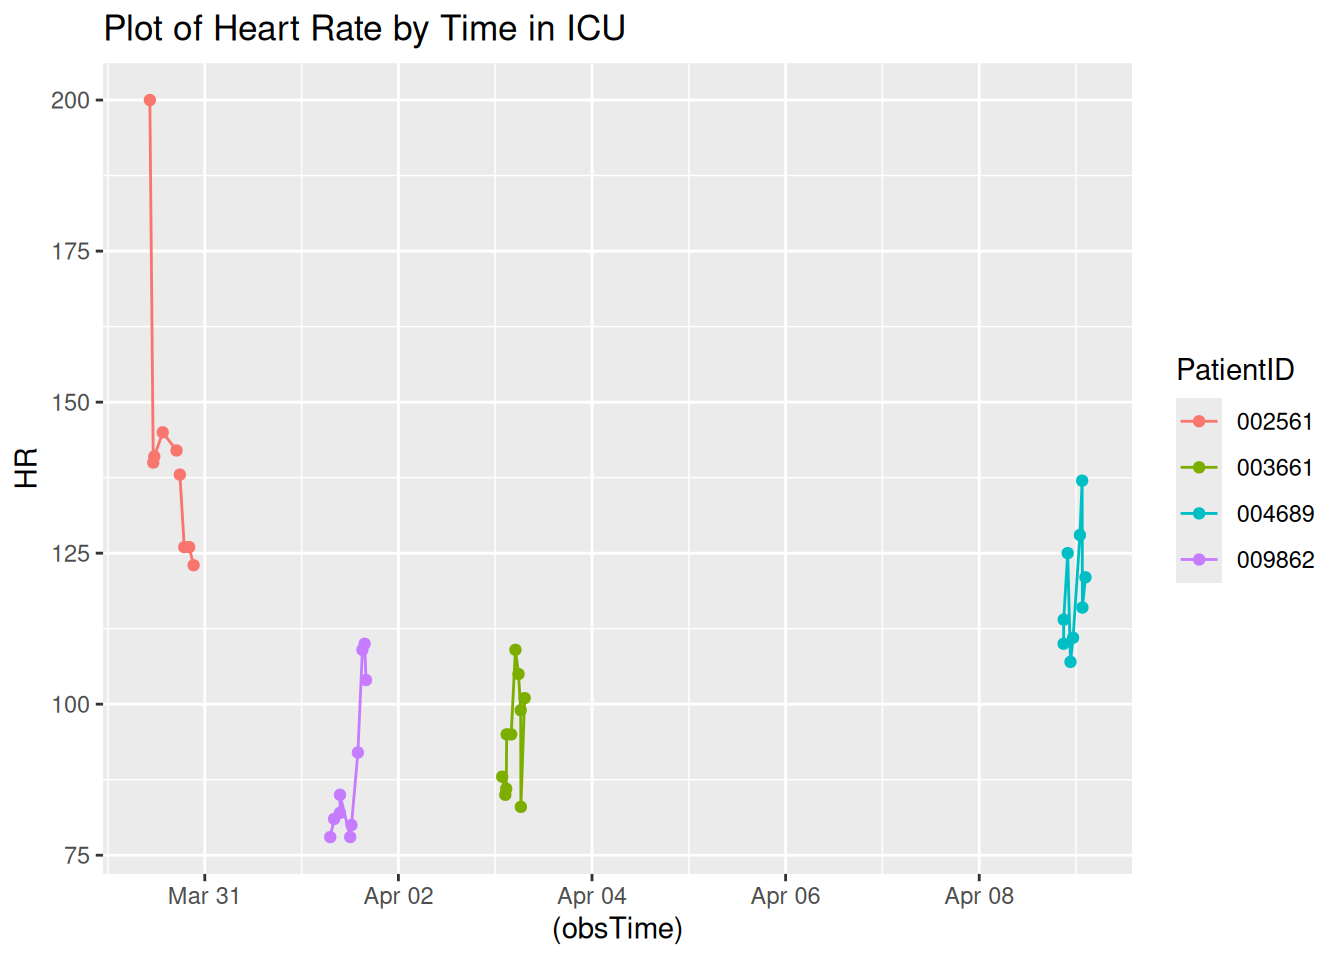 Plot of Heart Rate by Time in ICU
200
175
150
125
100
75
HR
Mar 31
Apr 02
Apr 04
Apr 06
Apr 08
(obsTime)
PatientID
002561
003661
004689
009862